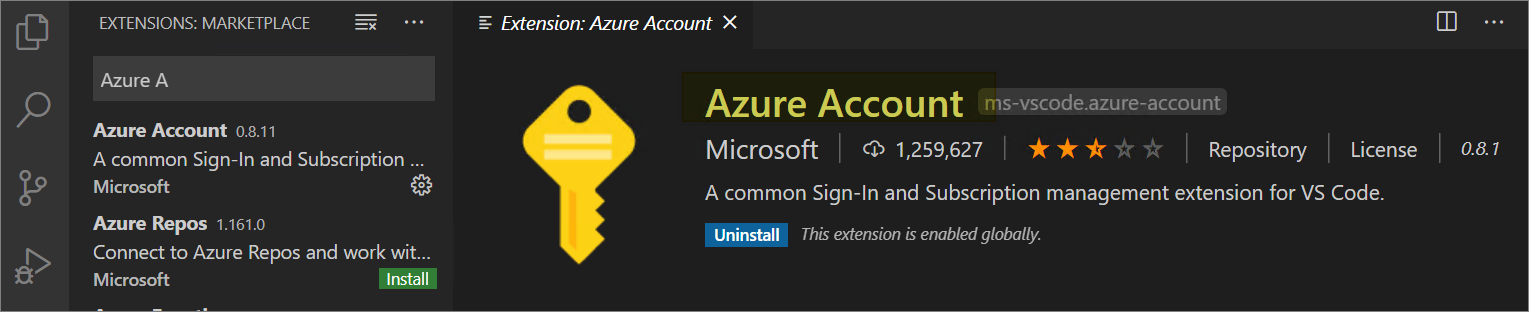 EXTENSIONS: MARKETPLACE
Azure A
Azure Account 0.8.11
A common Sign-In and Subscription ...
Microsoft
Azure Repos 1.161.0
Connect to Azure Repos and work wit...
Microsoft
Install
Extension: Azure Account
Azure Account ms-vscode.azure-account
Microsoft 1,259,627 Repository License 0.8.1
A common Sign-In and Subscription management extension for VS Code.
Uninstall This extension is enabled globally.